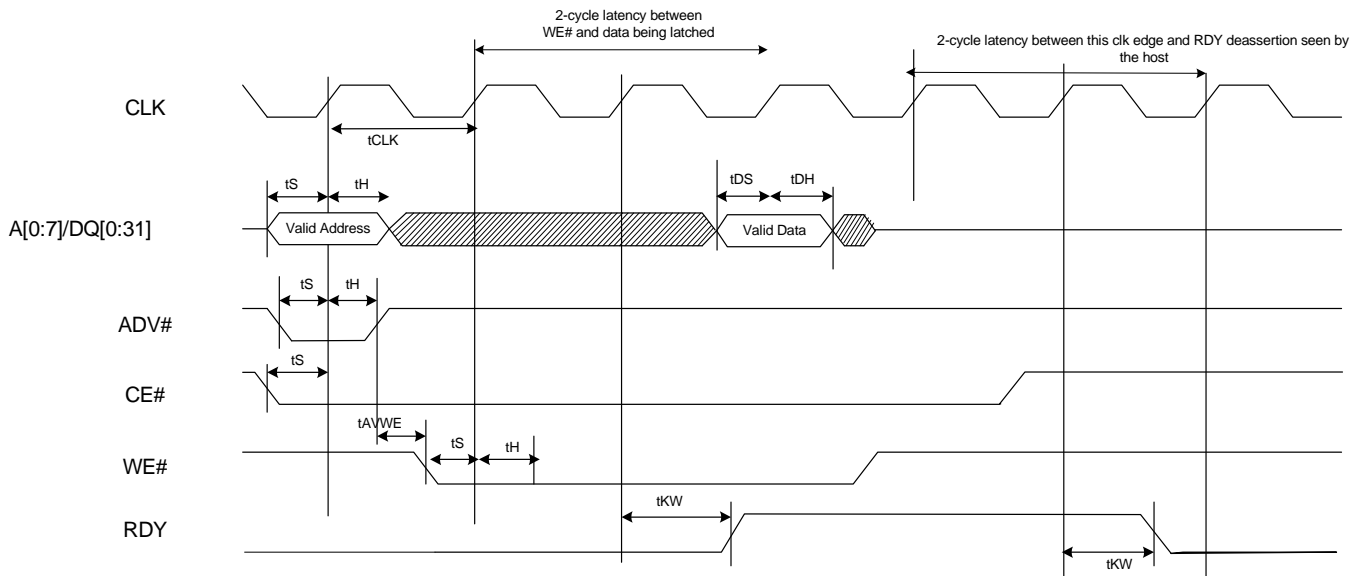 2-cycle latency between
WE# and data being latched
2-cycle latency between this clk edge and RDY deassertion seen by
the host
CLK
tCLK
tS
tH
tDS
tDH
A[0:7]/DQ[0:31]
Valid Address
Valid Data
tS
tH
ADV#
tS
CE#
tAVWE
tS
tH
WE#
tKW
RDY
tKW